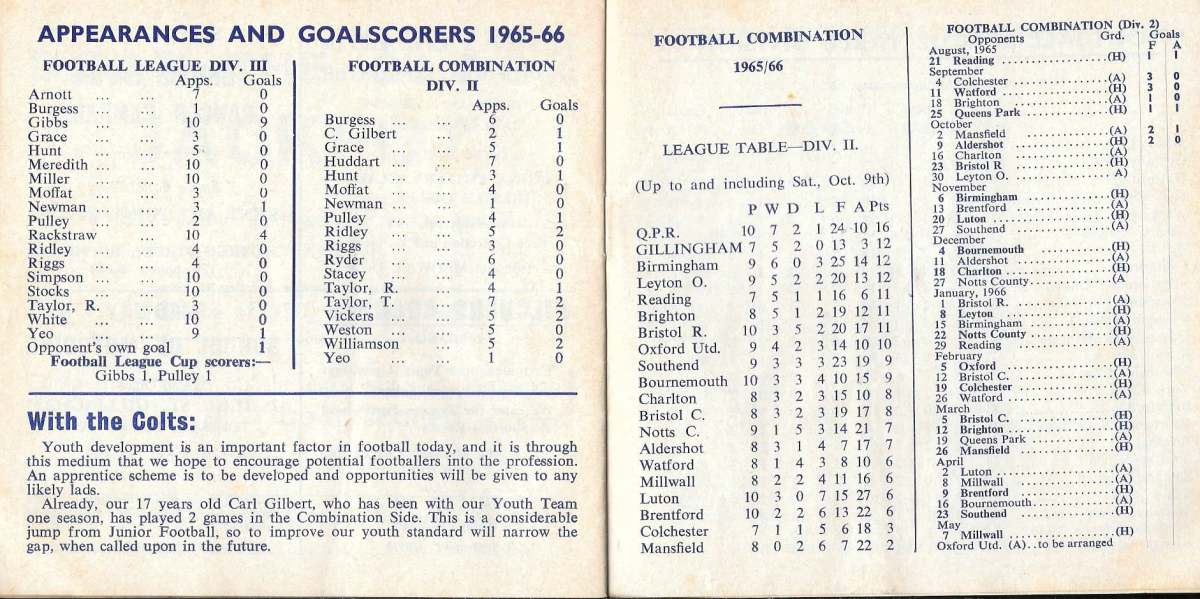 APPEARANCES AND GOALSCORERS 1965-66
FOOTBALL LEAGUE DIV. III
Apps. Goals
Arnott ... ... 7 0
Burgess ... ... 1 0
Gibbs ... ... 10 9
Grace ... ... 3 0
Hunt ... ... 5 0
Meredith ... ... 10 0
Miller ... ... 10 0
Moffat ... ... 3 0
Newman ... ... 3 1
Pulley ... ... 2 0
Rackstraw ... ... 10 4
Ridley ... ... 4 0
Riggs ... ... 4 0
Simpson ... ... 10 0
Stocks ... ... 10 0
Taylor, R. ... ... 3 0
White ... ... 10 0
Yeo ... ... 9 1
Opponent's own goal 1
Football League Cup scorers:—
Gibbs 1, Pulley 1
FOOTBALL COMBINATION
DIV. II
Apps. Goals
Burgess ... ... 6 0
C. Gilbert ... ... 2 1
Grace ... ... 5 1
Huddart ... ... 7 0
Hunt ... ... 3 1
Moffat ... ... 4 0
Newman ... ... 4 0
Pulley ... ... 4 1
Ridley ... ... 5 2
Riggs ... ... 5 0
Ryder ... ... 6 0
Stacey ... ... 4 0
Taylor, R. ... ... 4 1
Taylor, T. ... ... 7 2
Vickers ... ... 0
Weston ... ... 5 0
Williamson ... ... 5 2
Yeo ... ... 1 0
With the Colts:
Youth development is an important factor in football today, and it is through
this medium that we hope to encourage potential footballers into the profession.
An apprentice scheme is to be developed and opportunities will be given to any
likely lads.
Already, our 17 years old Carl Gilbert, who has been with our Youth Team
one season, has played 2 games in the Combination Side. This is a considerable
jump from Junior Football, so to improve our youth standard will narrow the
gap, when called upon in the future.
FOOTBALL COMBINATION
1965/66
LEAGUE TABLE—DIV. II.
(Up to and including Sat., Oct. 9th)
P W D L F A Pts
Q.P.R. 10 7 2 1 24 10 16
GILLINGHAM 7 5 2 0 13 3 12
Birmingham 9 6 0 3 25 14 12
Leyton O. 9 5 2 2 20 13 12
Reading 7 5 1 1 16 6 11
Brighton 8 5 1 2 19 12 11
Bristol R. 10 3 5 2 20 17 11
Oxford Utd. 9 4 2 3 14 10 10
Southend 9 3 3 3 23 19 9
Bournemouth 10 3 3 4 10 15 9
Charlton 8 3 2 3 15 10 8
Bristol C. 8 3 2 3 19 17 8
Notts C. 9 1 5 3 14 21 7
Aldershot 8 3 1 4 7 17 7
Watford 8 1 4 3 8 10 6
Millwall 8 2 2 4 11 16 6
Luton 10 3 0 7 15 27 6
Brentford 10 2 2 6 13 22 6
Colchester 7 1 1 5 6 18 3
Mansfield 8 0 2 6 7 22 2
FOOTBALL COMBINATION (Div. 2)
Opponents Grd. Goals
F A
August, 1965
21 Reading (H) 1 1
September
4 Colchester (A) 3 0
11 Watford (H) 3 0
18 Brighton (A) 1 0
25 Queens Park (H) 1 1
October
2 Mansfield (A) 2 1
9 Aldershot (H) 2 0
16 Charlton (A)
23 Bristol R (H)
30 Leyton O. A)
November
6 Birmingham (H)
13 Brentford (A)
20 Luton (H)
27 Southend (A)
December
4 Bournemouth (H)
11 Aldershot (A)
18 Charlton (H)
27 Notts County (A
January, 1966
1 Bristol R. (A)
8 Leyton (H)
15 Birmingham (A)
22 Notts County (H)
29 Reading (A)
February
5 Oxford (H)
12 Bristol C. (A)
19 Colchester (H)
26 Watford (A)
March
5 Bristol C. (H)
12 Brighton (H)
19 Queens Park (A)
26 Mansfield (H)
April
2 Luton (A)
8 Millwall (A)
9 Brentford (H)
16 Bournemouth (A)
23 Southend (H)
May
7 Millwall (H)
Oxford Utd. (A)..to be arranged